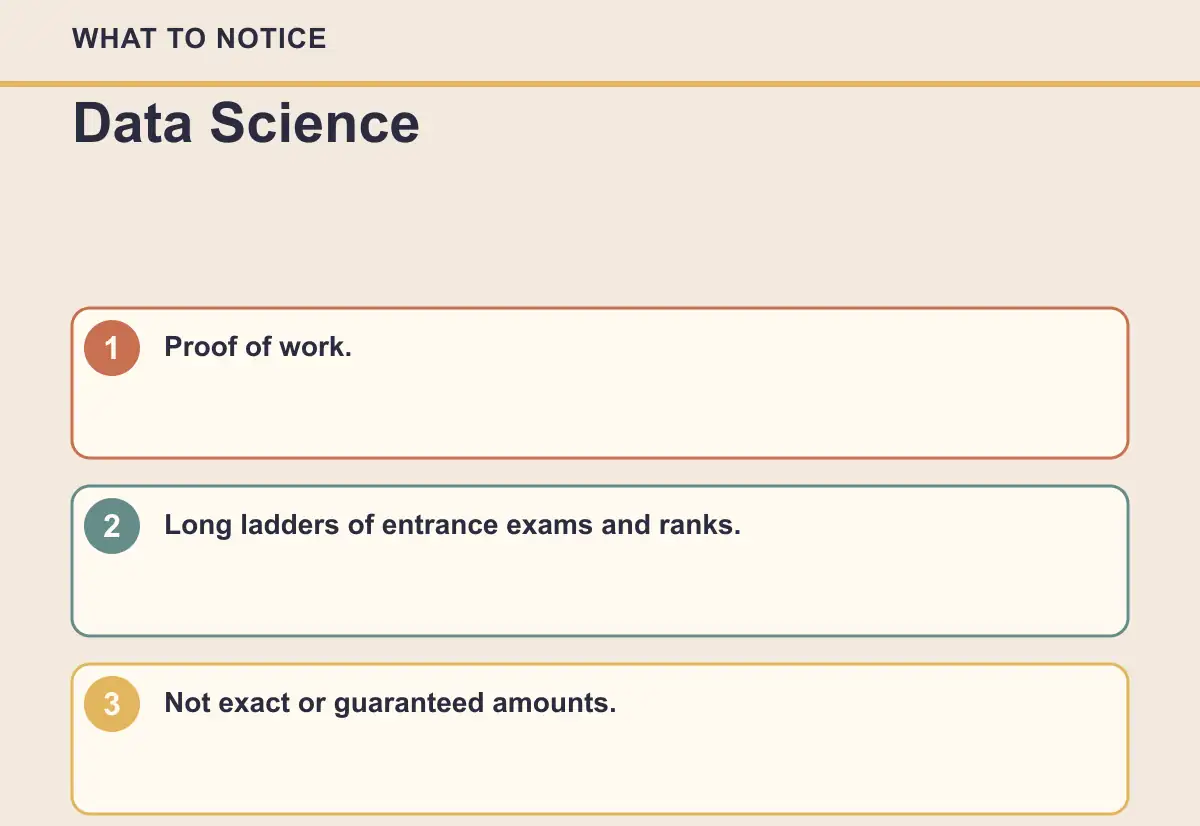 WHAT TO NOTICE
Data Science
1
Proof of work.
2
Long ladders of entrance exams and ranks.
3
Not exact or guaranteed amounts.